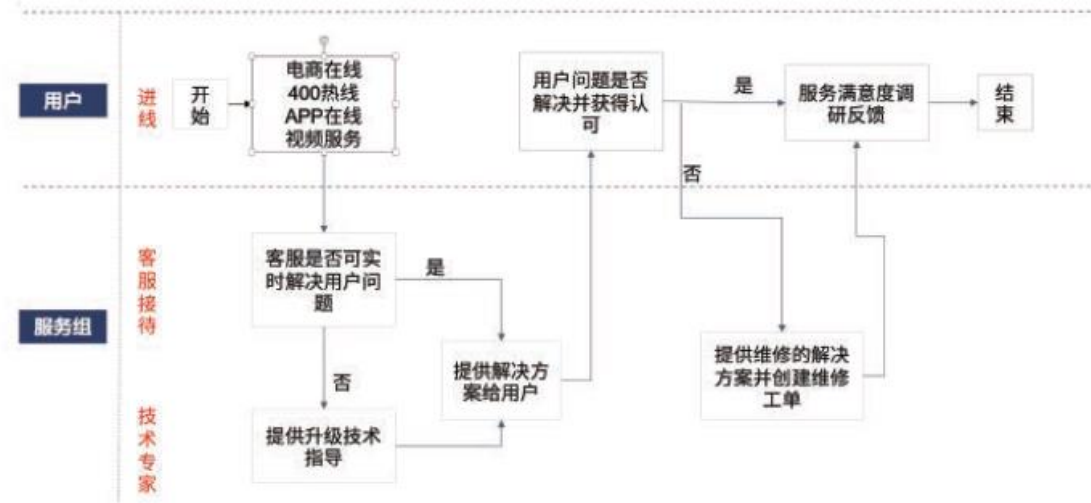 用户
进
线
开
始
电商在线
400热线
APP在线
视频服务
用户问题是否
解决并获得认
可
是
服务满意度调
研反馈
结
束
否
服务组
客
服
接
待
客服是否可实
时解决用户问
题
是
否
提供解决方
案给用户
提供维修的解决
方案并创建维修
工单
技
术
专
家
提供升级技术
指导